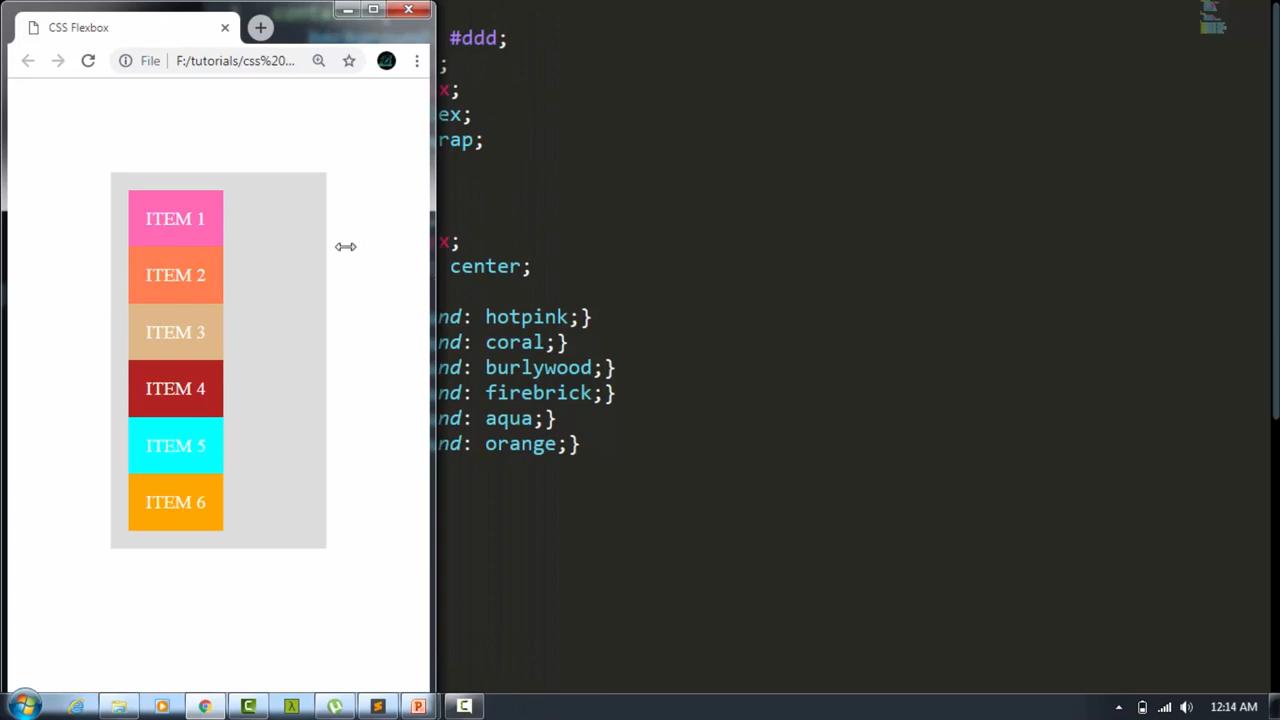 CSS Flexbox
File
F:/tutorials/css%20...
ITEM 1
ITEM 2
ITEM 3
ITEM 4
ITEM 5
ITEM 6
#ddd;
;
x;
ex;
rap;
x;
center;
nd: hotpink;}
nd: coral;}
nd: burlywood;}
nd: firebrick;}
nd: aqua;}
nd: orange;}
12:14 AM